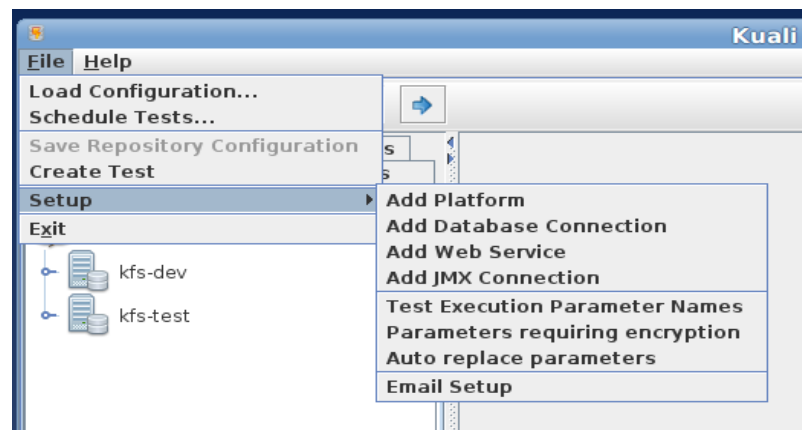 Kuali
File Help
Load Configuration...
Schedule Tests...
Save Repository Configuration
s
Create Test
s
Setup
Add Platform
Exit
Add Database Connection
Add Web Service
kfs-dev
Add JMX Connection
kfs-test
Test Execution Parameter Names
Parameters requiring encryption
Auto replace parameters
Email Setup